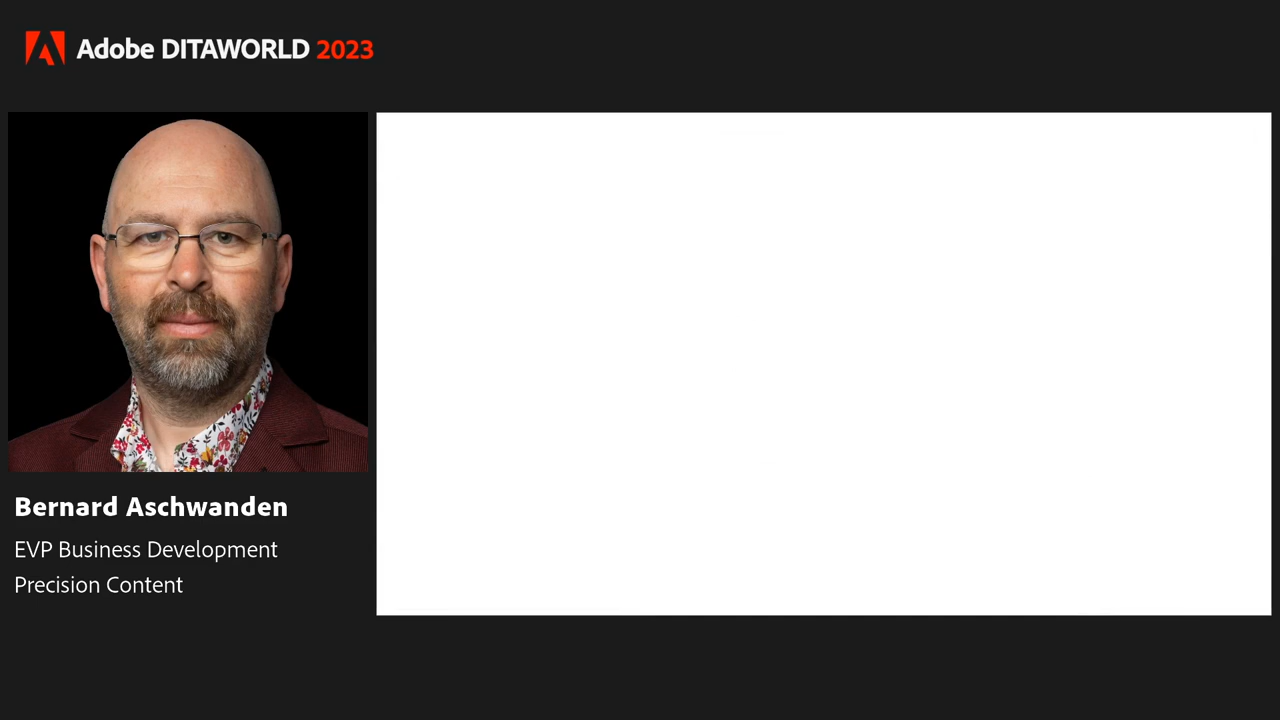 Adobe DITAWORLD 2023
Bernard Aschwanden
EVP Business Development
Precision Content